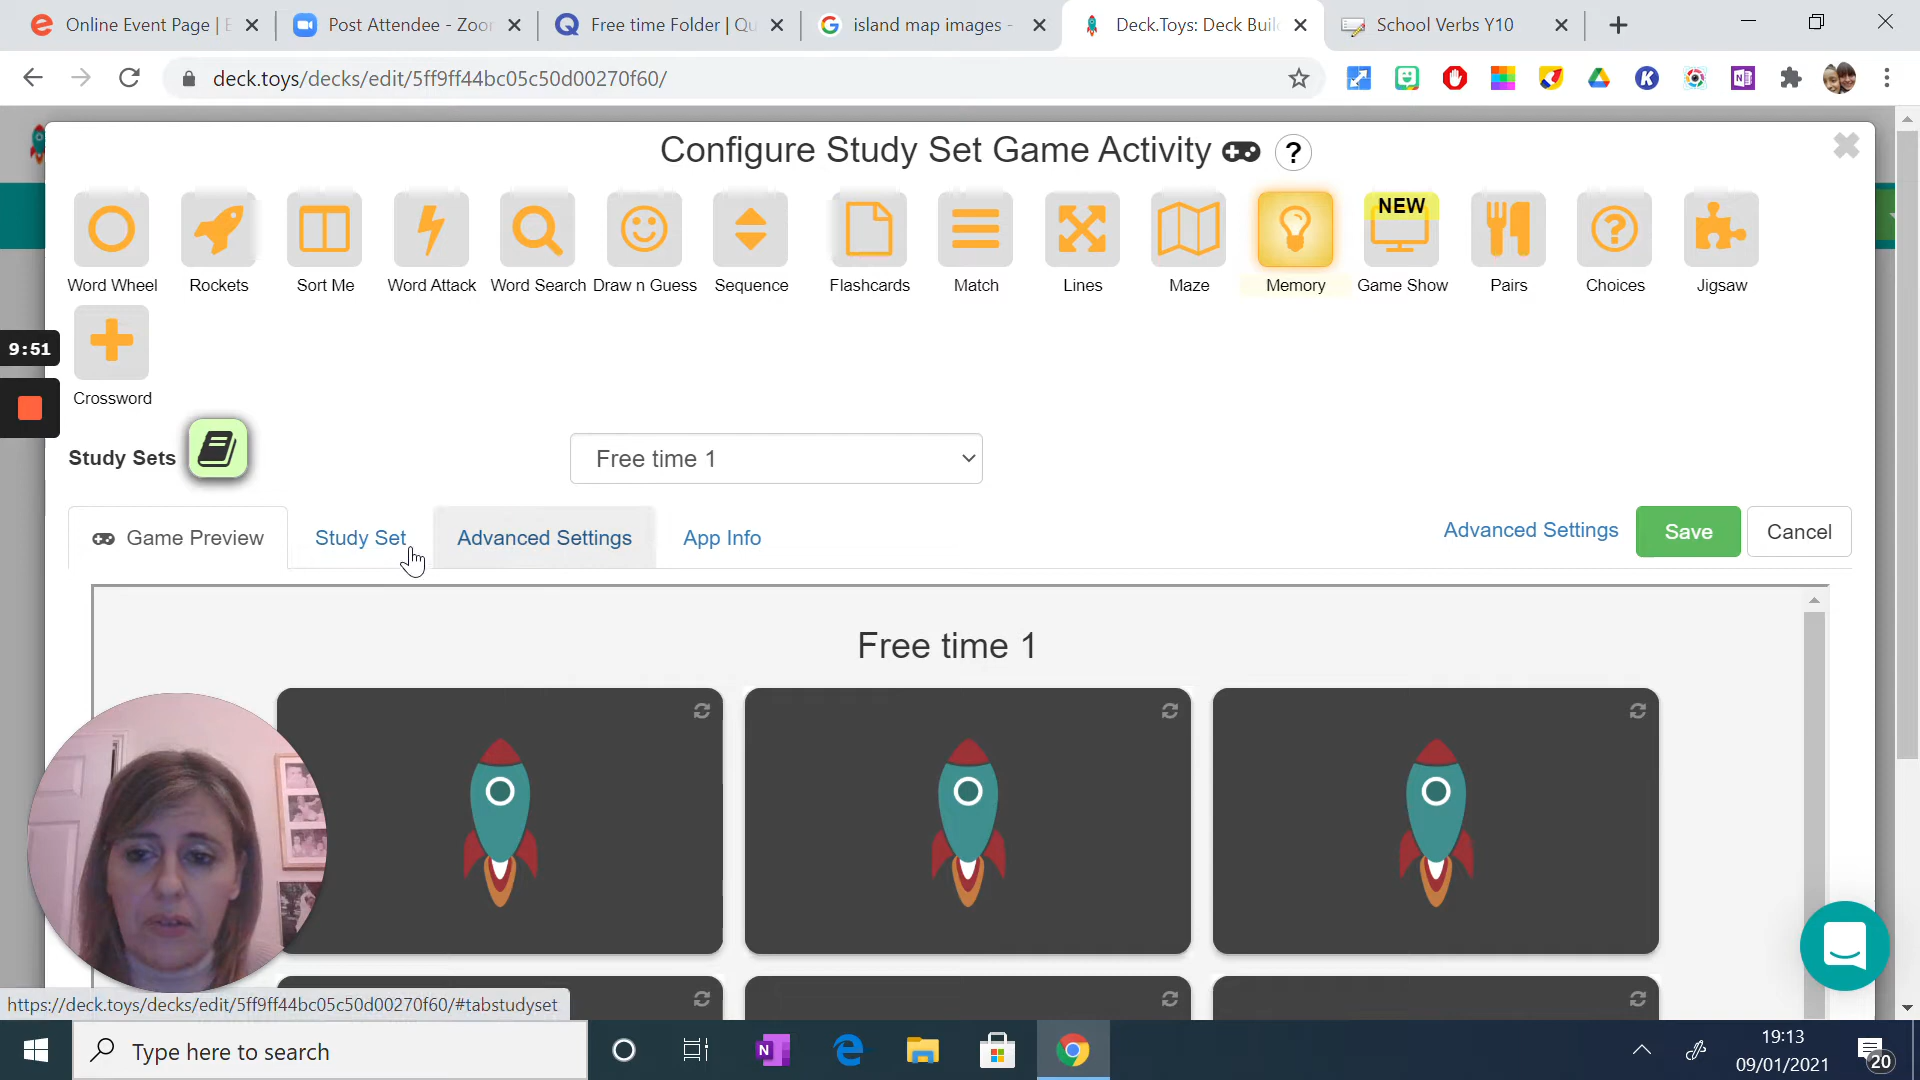 Online Event Page | E
Post Attendee - Zoor
Free time Folder | Qu
island map images -
Deck.Toys: Deck Buil
School Verbs Y10
deck.toys/decks/edit/5ff9ff44bc05c50d00270f60/
Configure Study Set Game Activity ?
NEW
Word Wheel Rockets Sort Me Word Attack Word Search Draw n Guess Sequence Flashcards Match Lines Maze Memory Game Show Pairs Choices Jigsaw
9:51
Crossword
Study Sets Free time 1
Game Preview Study Set Advanced Settings App Info Advanced Settings Save Cancel
Free time 1
https://deck.toys/decks/edit/5ff9ff44bc05c50d00270f60/#tabstudyset
Type here to search
19:13
09/01/2021
20